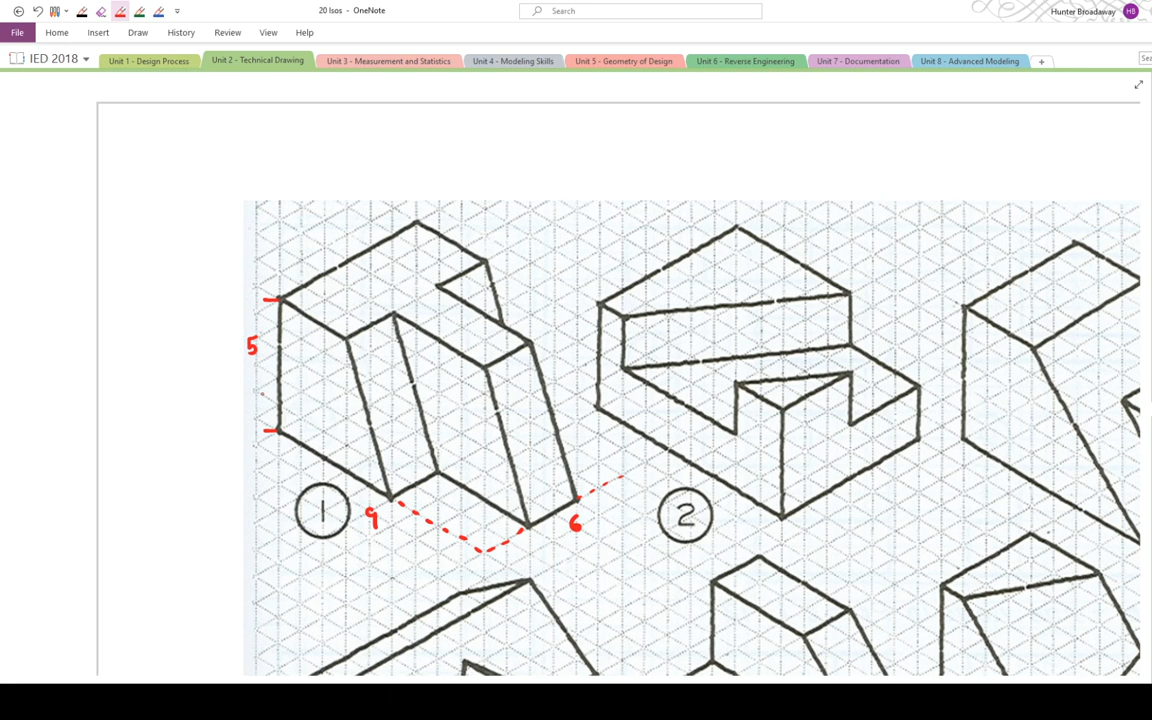 20 Isos - OneNote
Search
Hunter Broadaway
HB
File Home Insert Draw History Review View Help
IED 2018
Unit 1 - Design Process
Unit 2 - Technical Drawing
Unit 3 - Measurement and Statistics
Unit 4 - Modeling Skills
Unit 5 - Geometry of Design
Unit 6 - Reverse Engineering
Unit 7 - Documentation
Unit 8 - Advanced Modeling
+
Sea
5
1
9
6
2